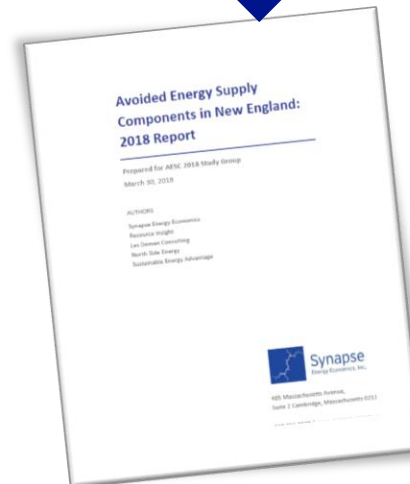 Avoided Energy Supply
Components in New England:
2018 Report
Prepared for AESC 2018 Study Group
March 30, 2018
AUTHORS
Synapse Energy Economics
Resource Insight
Les Deman Consulting
North Side Energy
Sustainable Energy Advantage
Synapse
Energy Economics, Inc.
485 Massachusetts Avenue,
Suite 2 Cambridge, Massachusetts 0213